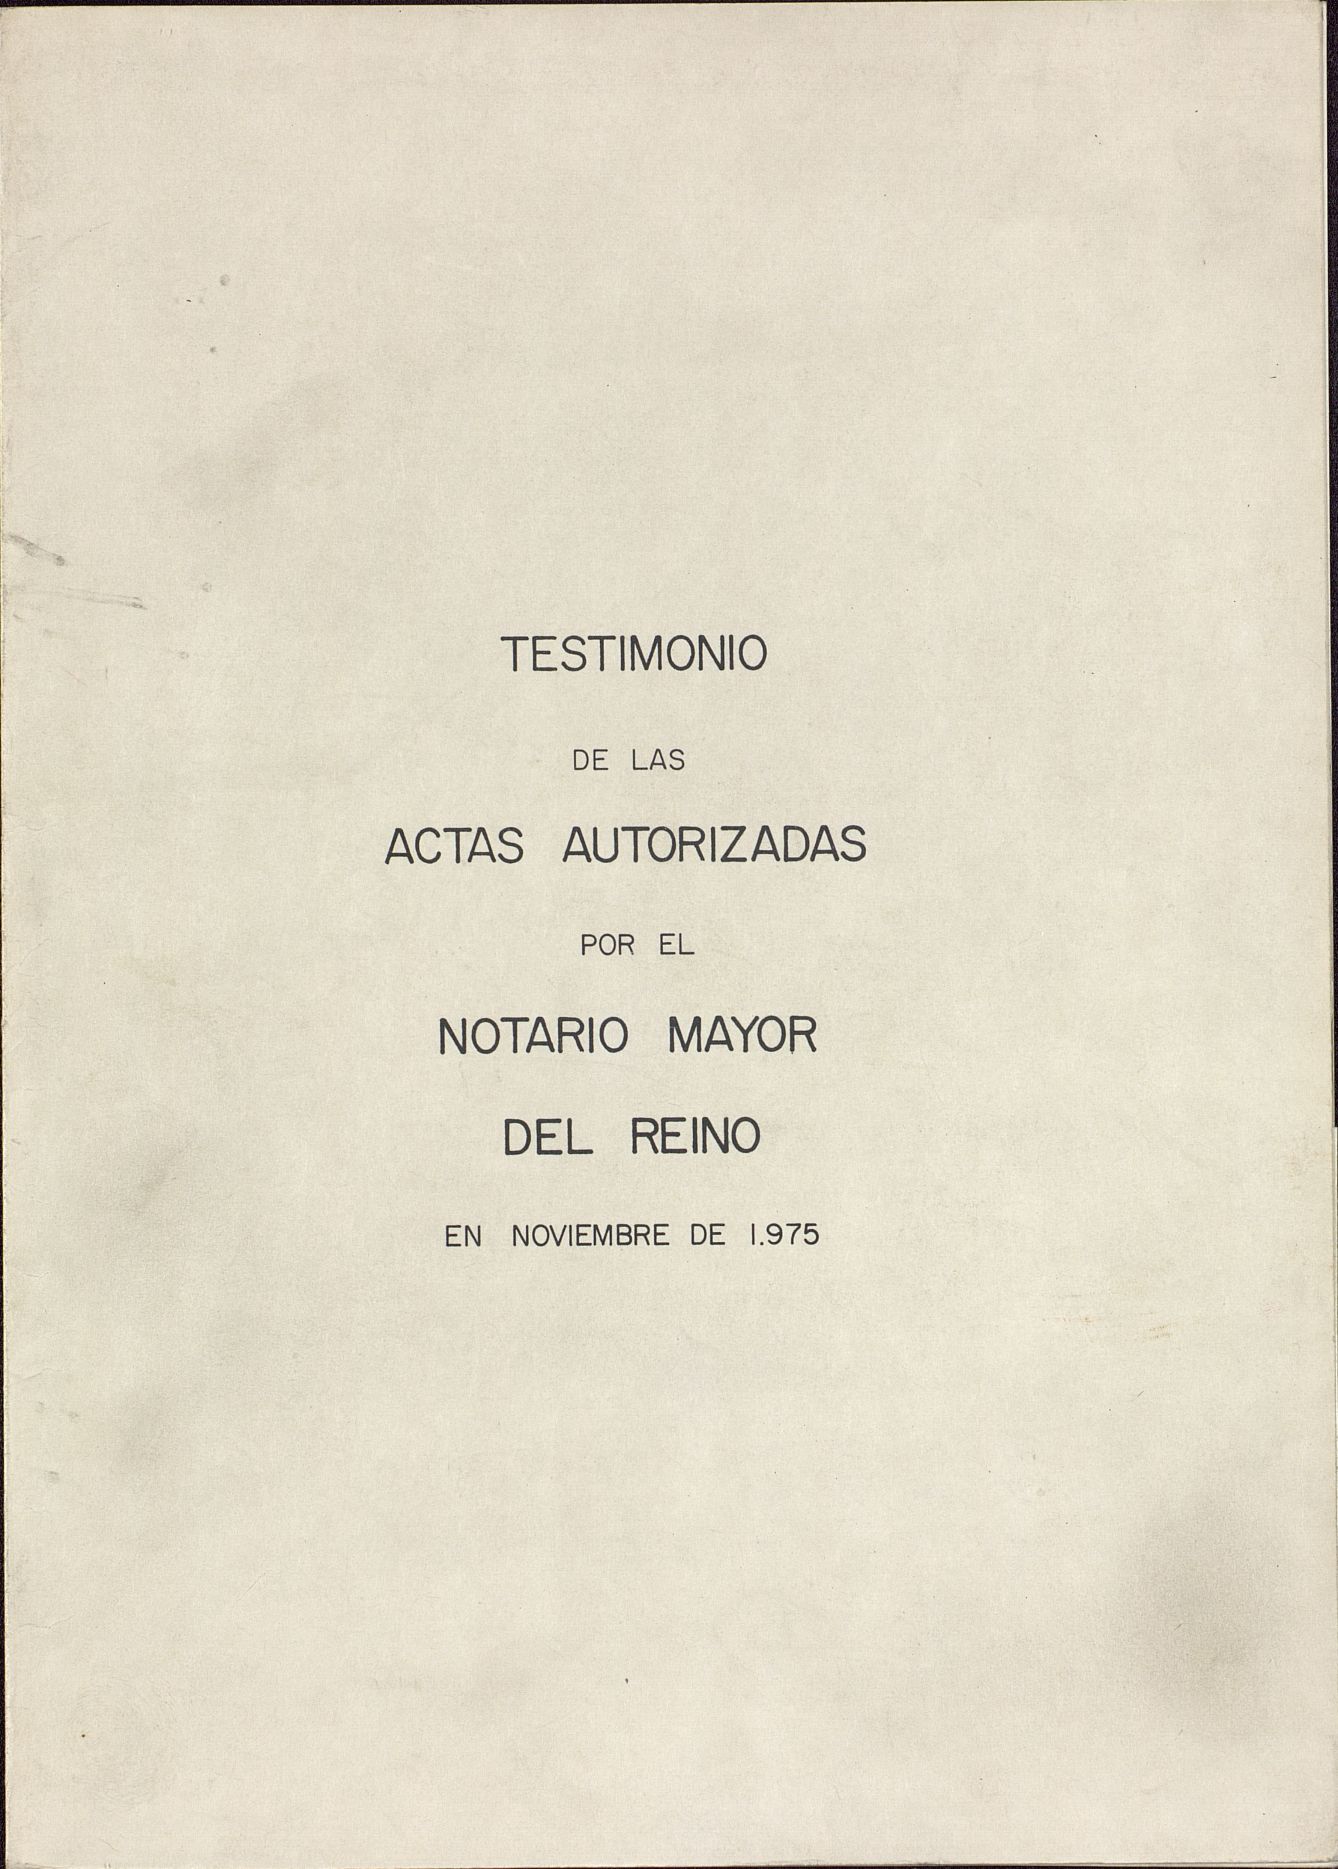 TESTIMONIO
DE LAS
ACTAS AUTORIZADAS
POR EL
NOTARIO MAYOR
DEL REINO
EN NOVIEMBRE DE 1.975